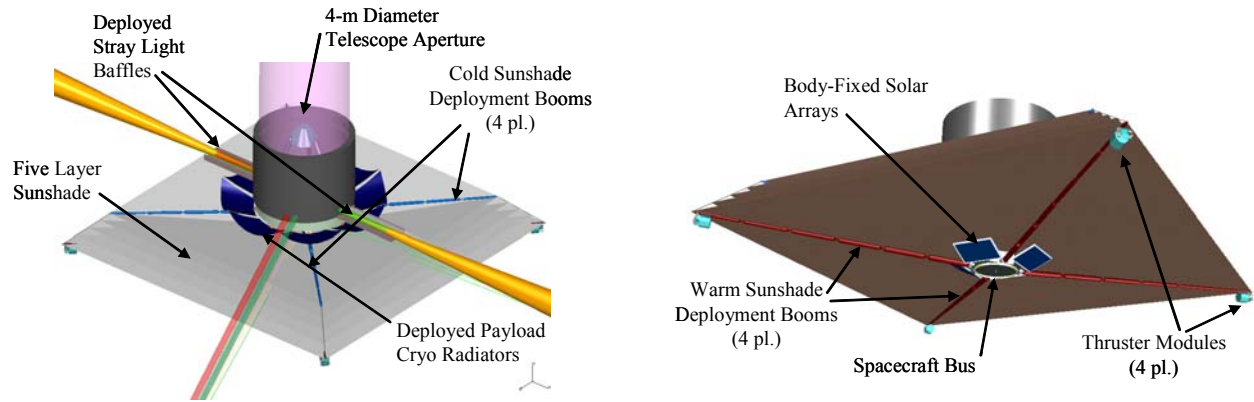 Deployed
Stray Light
Baffles
4-m Diameter
Telescope Aperture
Cold Sunshade
Deployment Booms
(4 pl.)
Five Layer
Sunshade
Deployed Payload
Cryo Radiators
Body-Fixed Solar
Arrays
Warm Sunshade
Deployment Booms
(4 pl.)
Spacecraft Bus
Thruster Modules
(4 pl.)